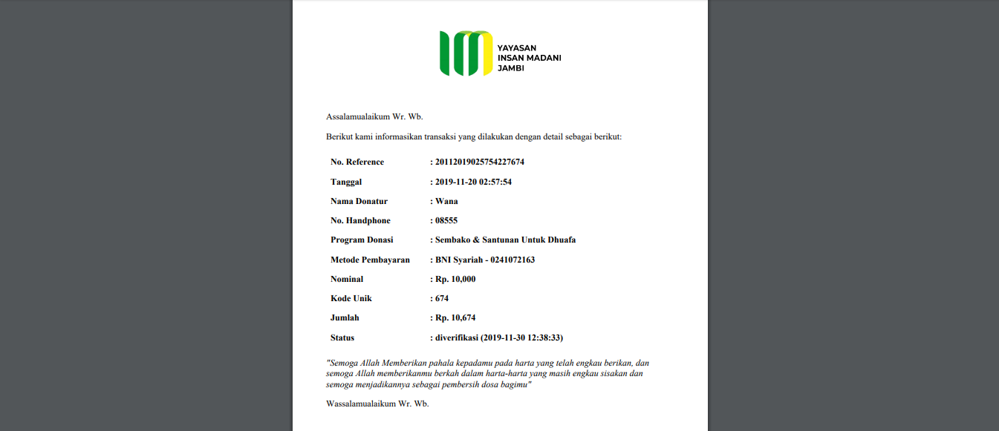 YAYASAN
INSAN MADANI
JAMBI
Assalamualaikum Wr. Wb.
Berikut kami informasikan transaksi yang dilakukan dengan detail sebagai berikut:
No. Reference : 20112019025754227674
Tanggal : 2019-11-20 02:57:54
Nama Donatur : Wana
No. Handphone : 08555
Program Donasi : Sembako & Santunan Untuk Dhuafa
Metode Pembayaran : BNI Syariah - 0241072163
Nominal : Rp. 10,000
Kode Unik : 674
Jumlah : Rp. 10,674
Status : diverifikasi (2019-11-30 12:38:33)
"Semoga Allah Memberikan pahala kepadamu pada harta yang telah engkau berikan, dan
semoga Allah memberikanmu berkah dalam harta-harta yang masih engkau sisakan dan
semoga menjadikannya sebagai pembersih dosa bagimu"
Wassalamualaikum Wr. Wb.